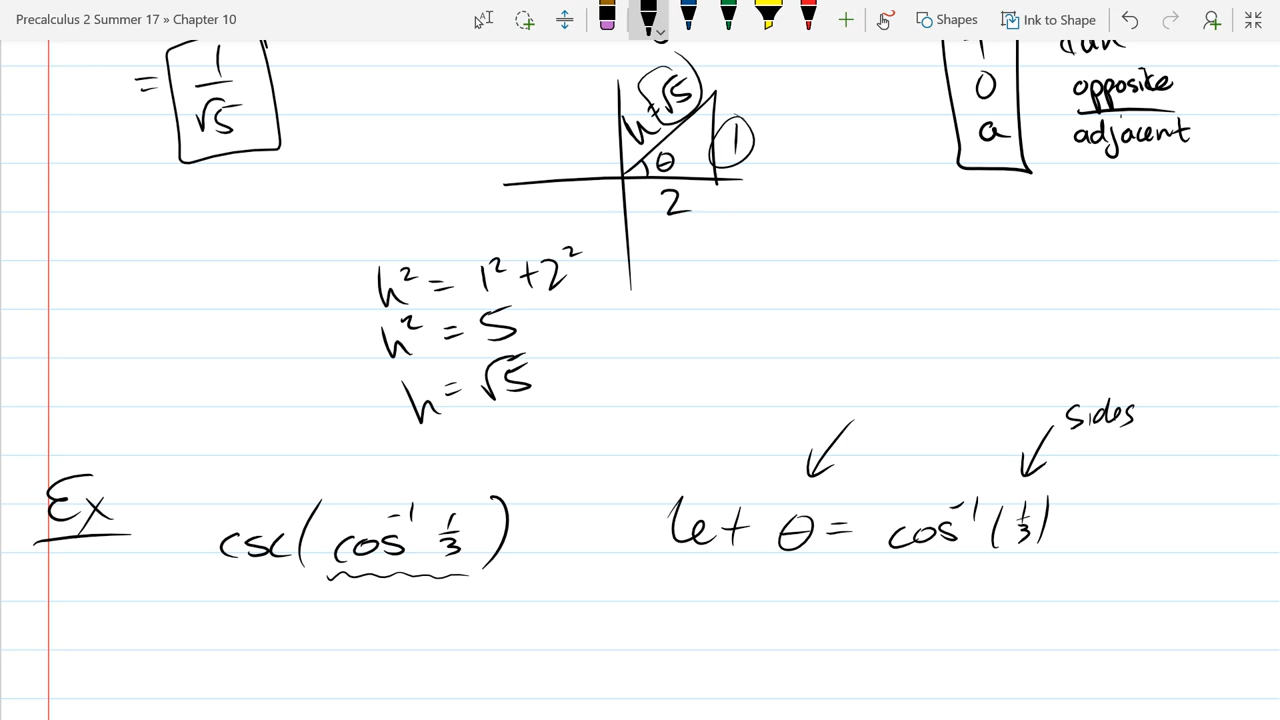 Precalculus 2 Summer 17 » Chapter 10
Shapes
Ink to Shape
= 1/√5
h = √5
θ
1
2
o
a
opposite
adjacent
h² = 1² + 2²
h² = 5
h = √5
sides
Ex csc(cos⁻¹ 1/3) let θ = cos⁻¹(1/3)